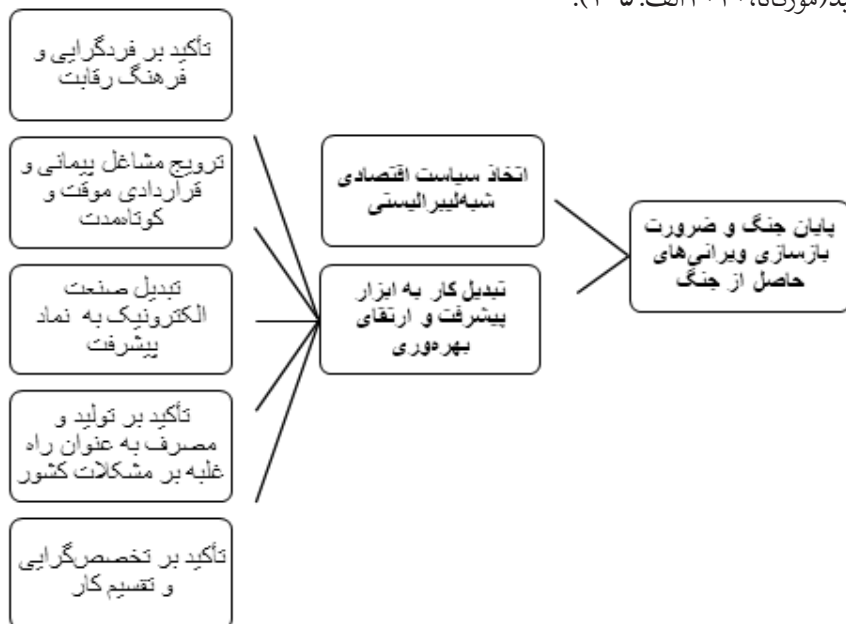 پایان جنگ و ضرورت
بازسازی ویرانی‌های
حاصل از جنگ
اتخاذ سیاست اقتصادی
شبه‌لیبرالیستی
تبدیل کار به ابزار
پیشرفت و ارتقای
بهره‌وری
تأکید بر فردگرایی و
فرهنگ رقابت
ترویج مشاغل پیمانی و
قراردادی موقت و
کوتاه‌مدت
تبدیل صنعت
الکترونیک به نماد
پیشرفت
تأکید بر تولید و
مصرف به عنوان راه
غلبه بر مشکلات کشور
تأکید بر تخصص‌گرایی
و تقسیم کار